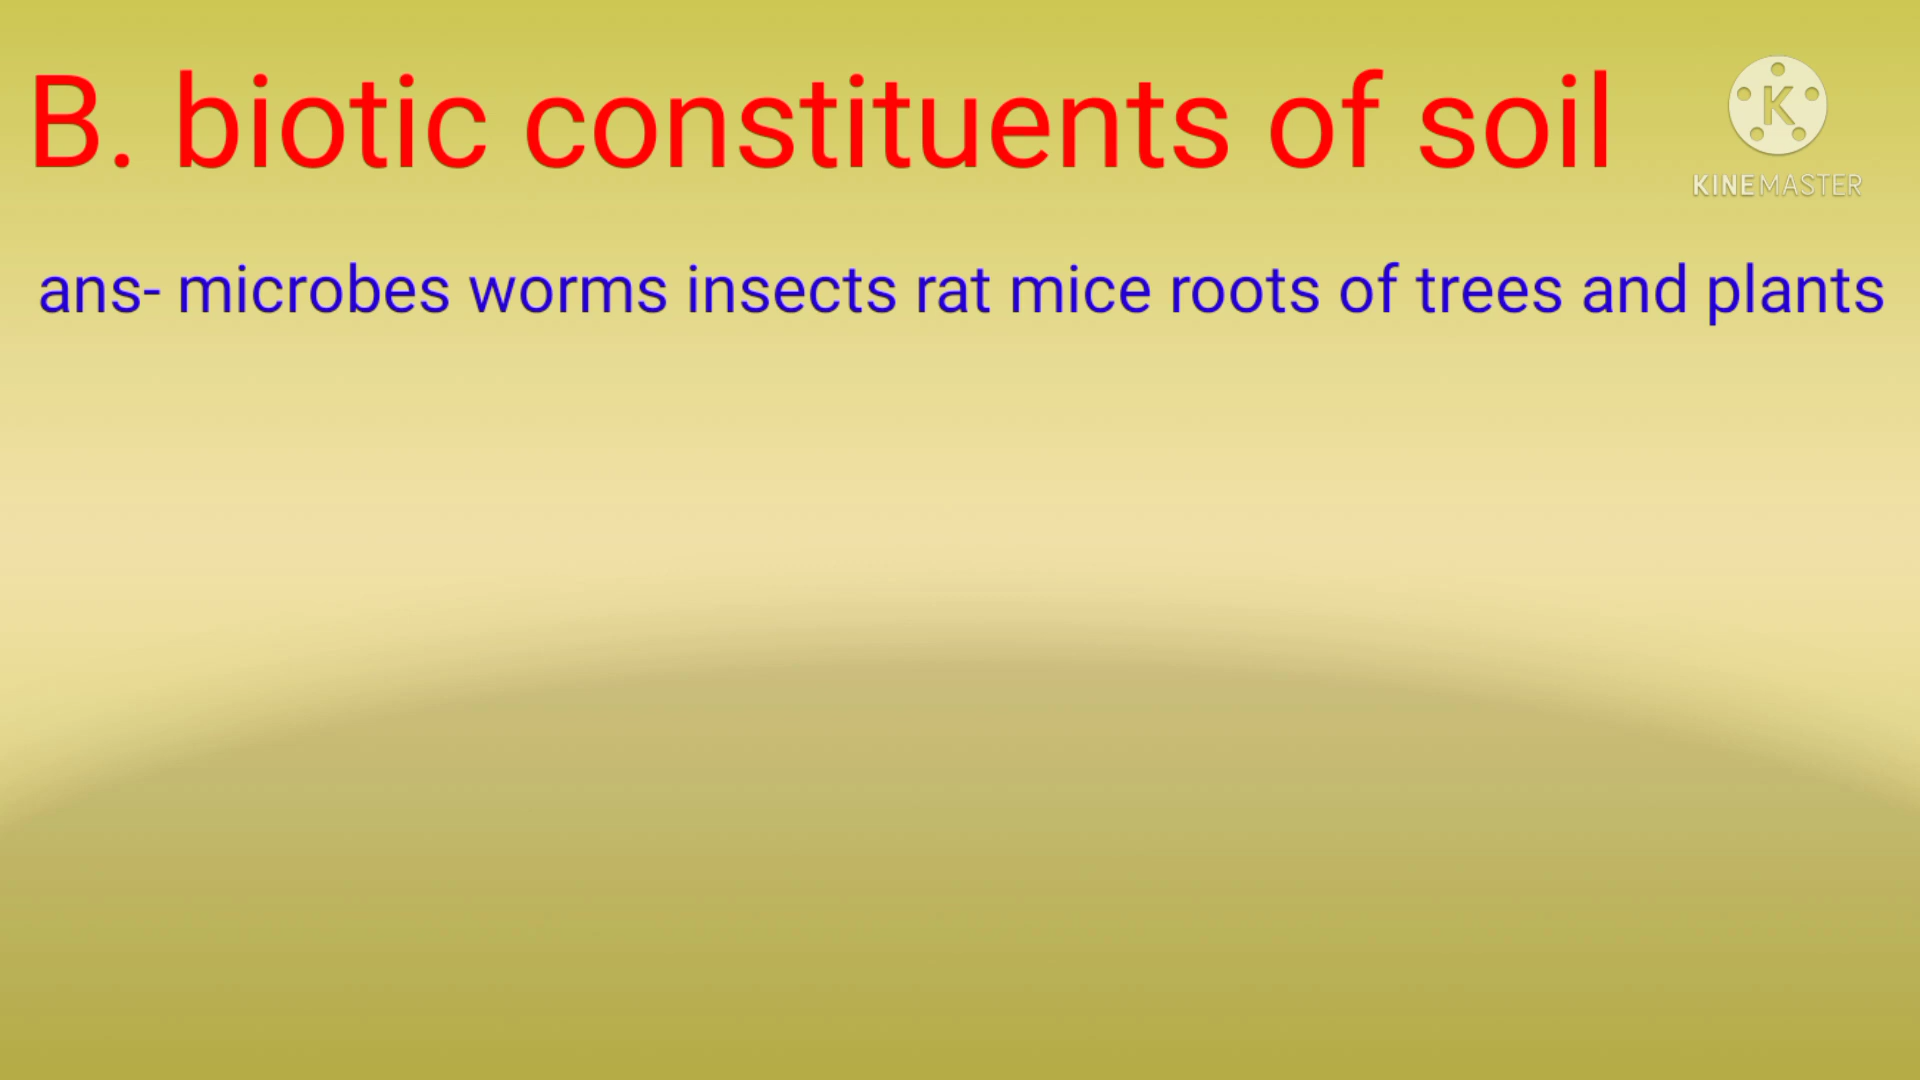 B. biotic constituents of soil
K
KINEMASTER
ans- microbes worms insects rat mice roots of trees and plants